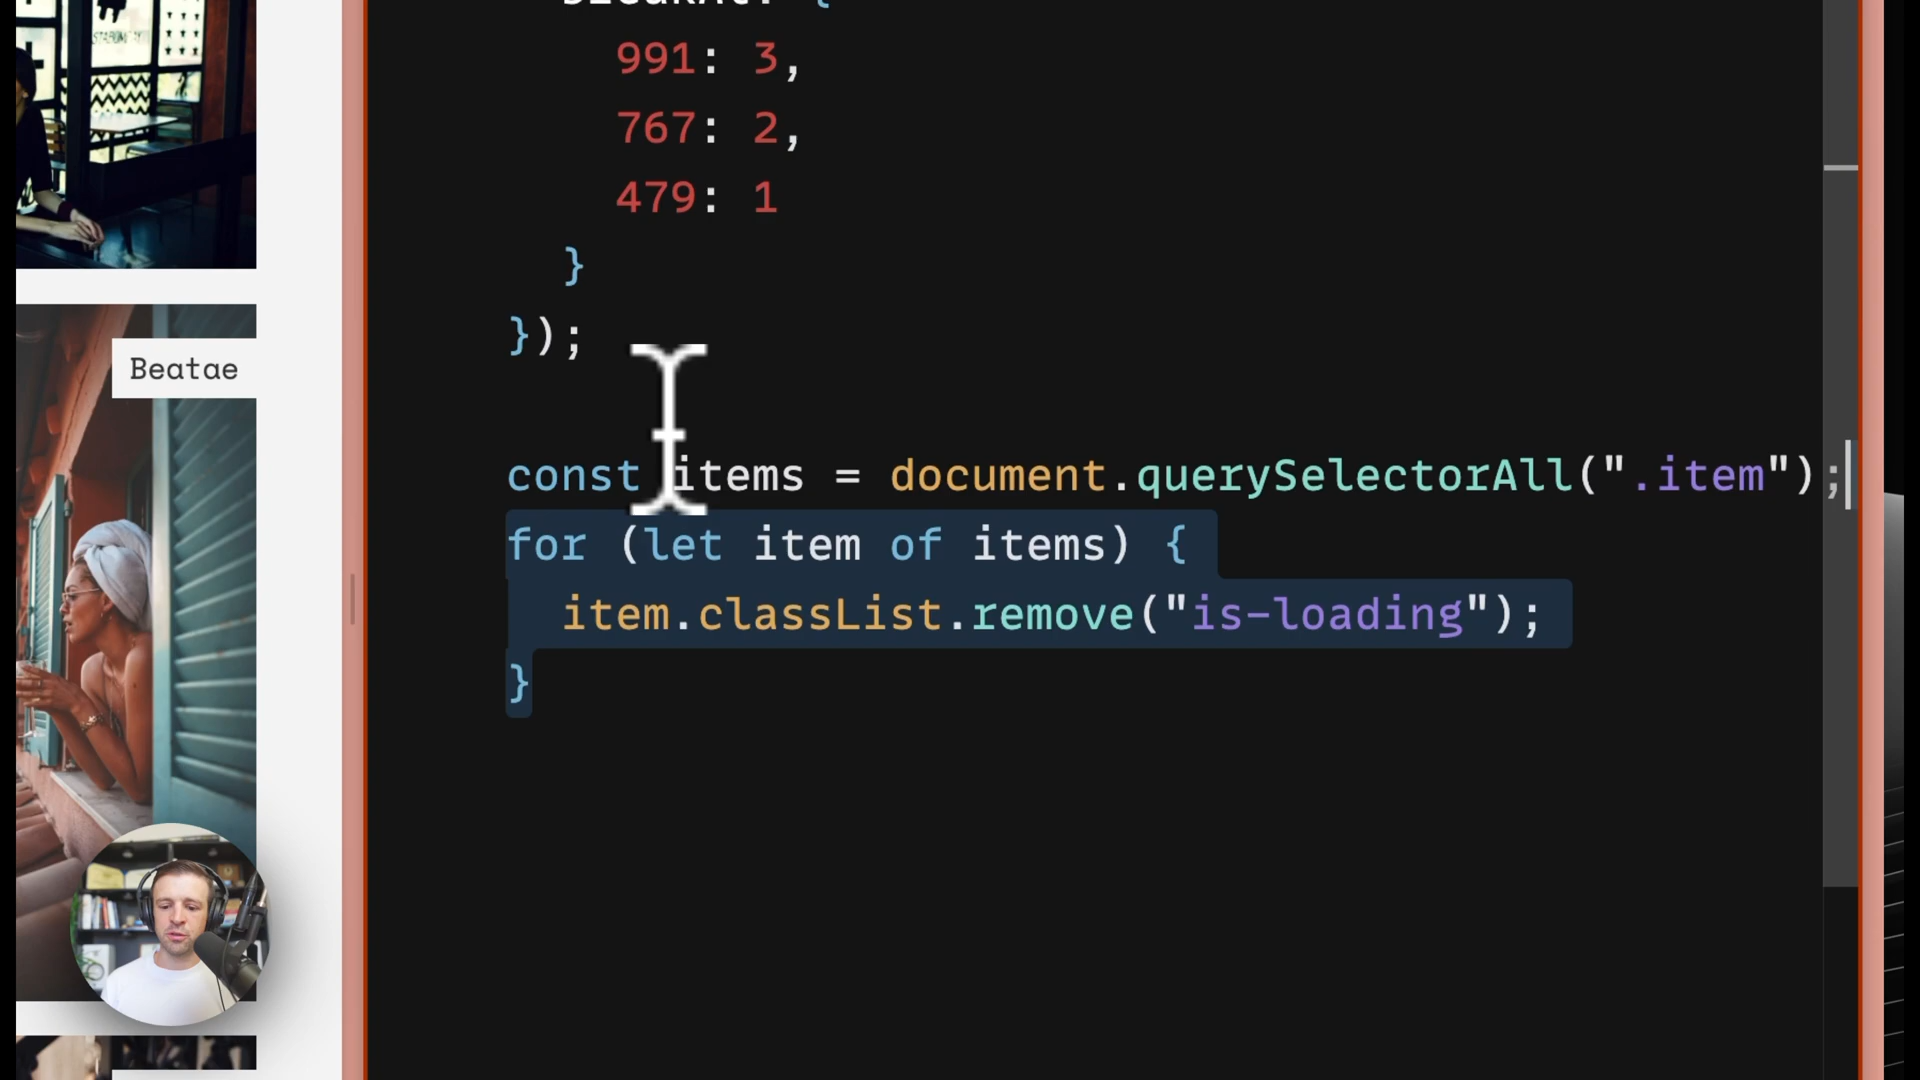 breakAt: {
991: 3,
767: 2,
479: 1
}
});
const items = document.querySelectorAll(".item");
for (let item of items) {
item.classList.remove("is-loading");
}
Beatae